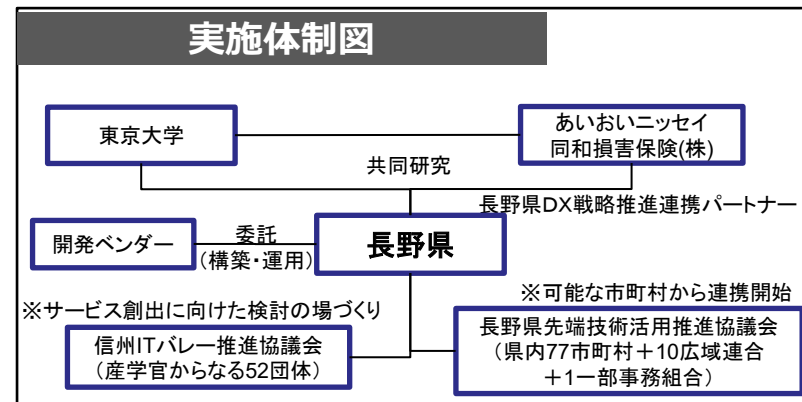 実施体制図
東京大学
あいおいニッセイ
同和損害保険(株)
共同研究
長野県DX戦略推進連携パートナー
開発ベンダー
委託
(構築・運用)
長野県
※サービス創出に向けた検討の場づくり
※可能な市町村から連携開始
信州ITバレー推進協議会
(産学官からなる52団体)
長野県先端技術活用推進協議会
(県内77市町村＋10広域連合
＋1一部事務組合)